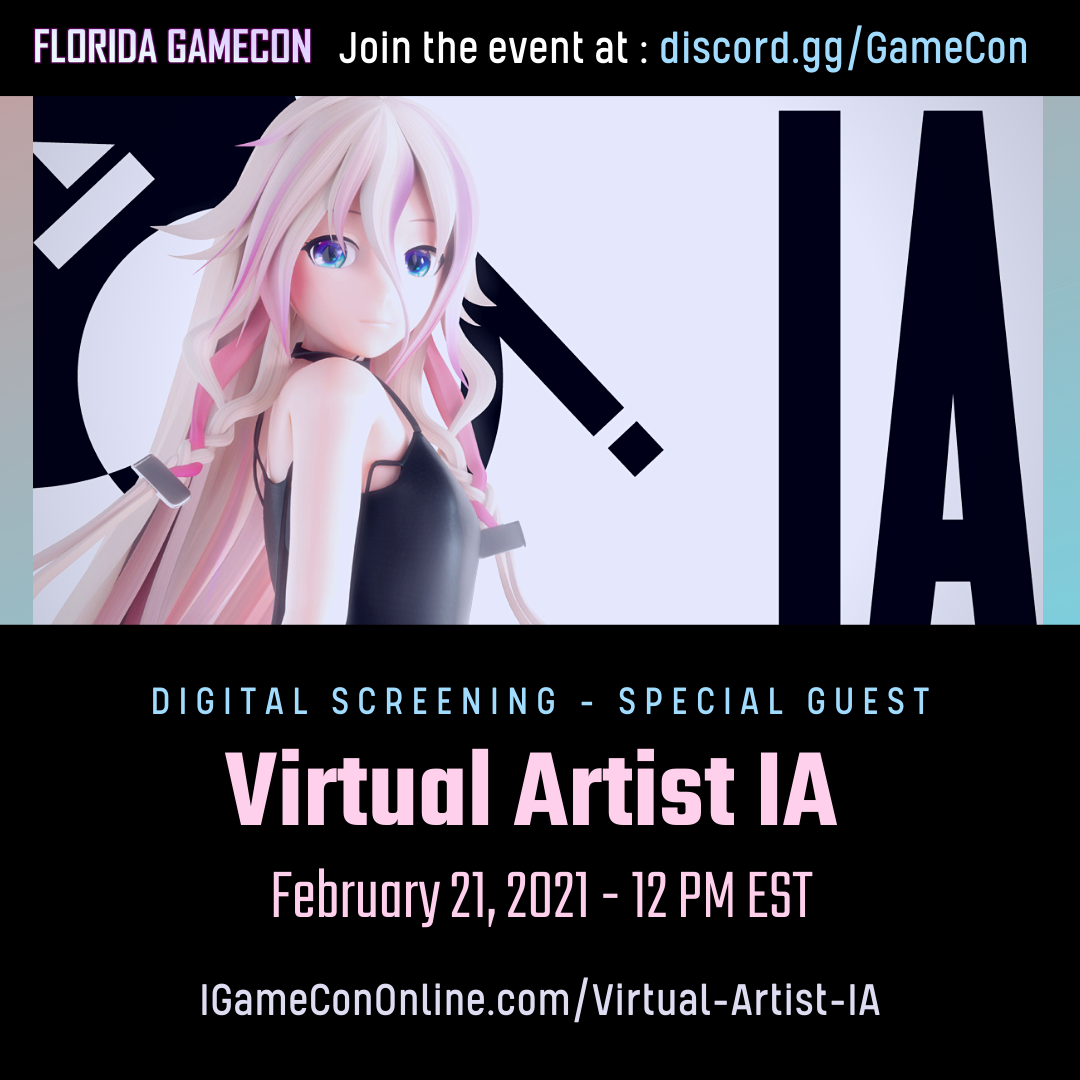 FLORIDA GAMECON Join the event at : discord.gg/GameCon
IA
DIGITAL SCREENING - SPECIAL GUEST
Virtual Artist IA
February 21, 2021 - 12 PM EST
IGameConOnline.com/Virtual-Artist-IA